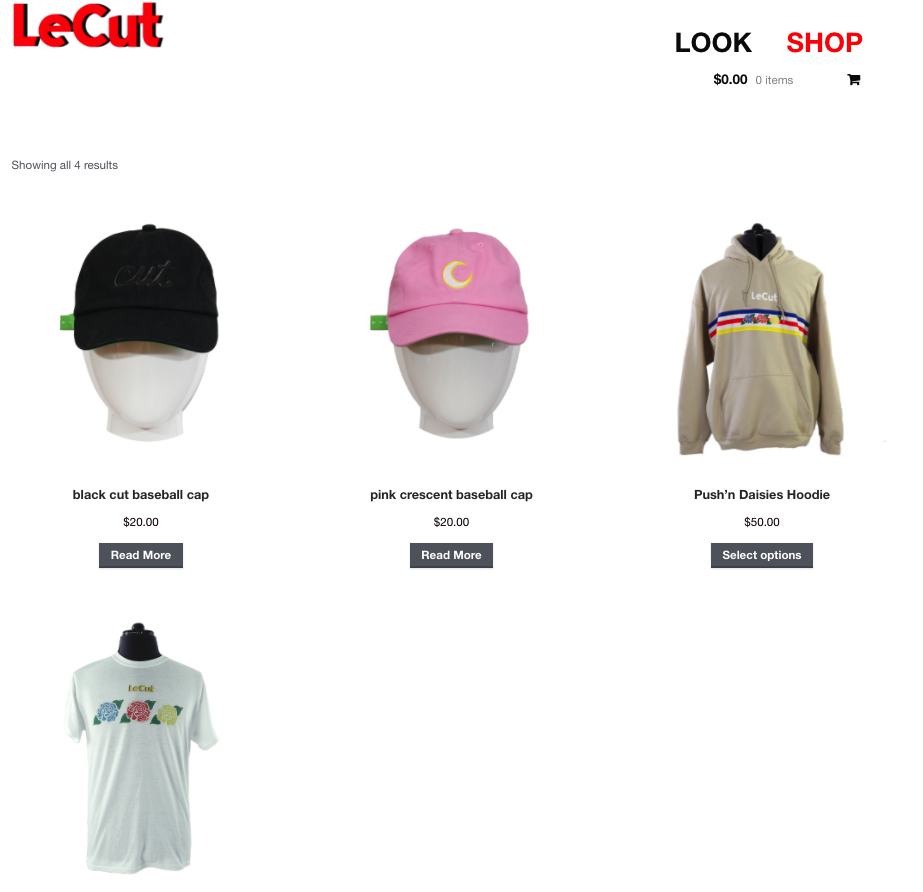 LeCut
LOOK SHOP
$0.00 0 items
Showing all 4 results
cut
LeCut
black cut baseball cap
pink crescent baseball cap
Push’n Daisies Hoodie
$20.00
$20.00
$50.00
Read More
Read More
Select options
LeCut